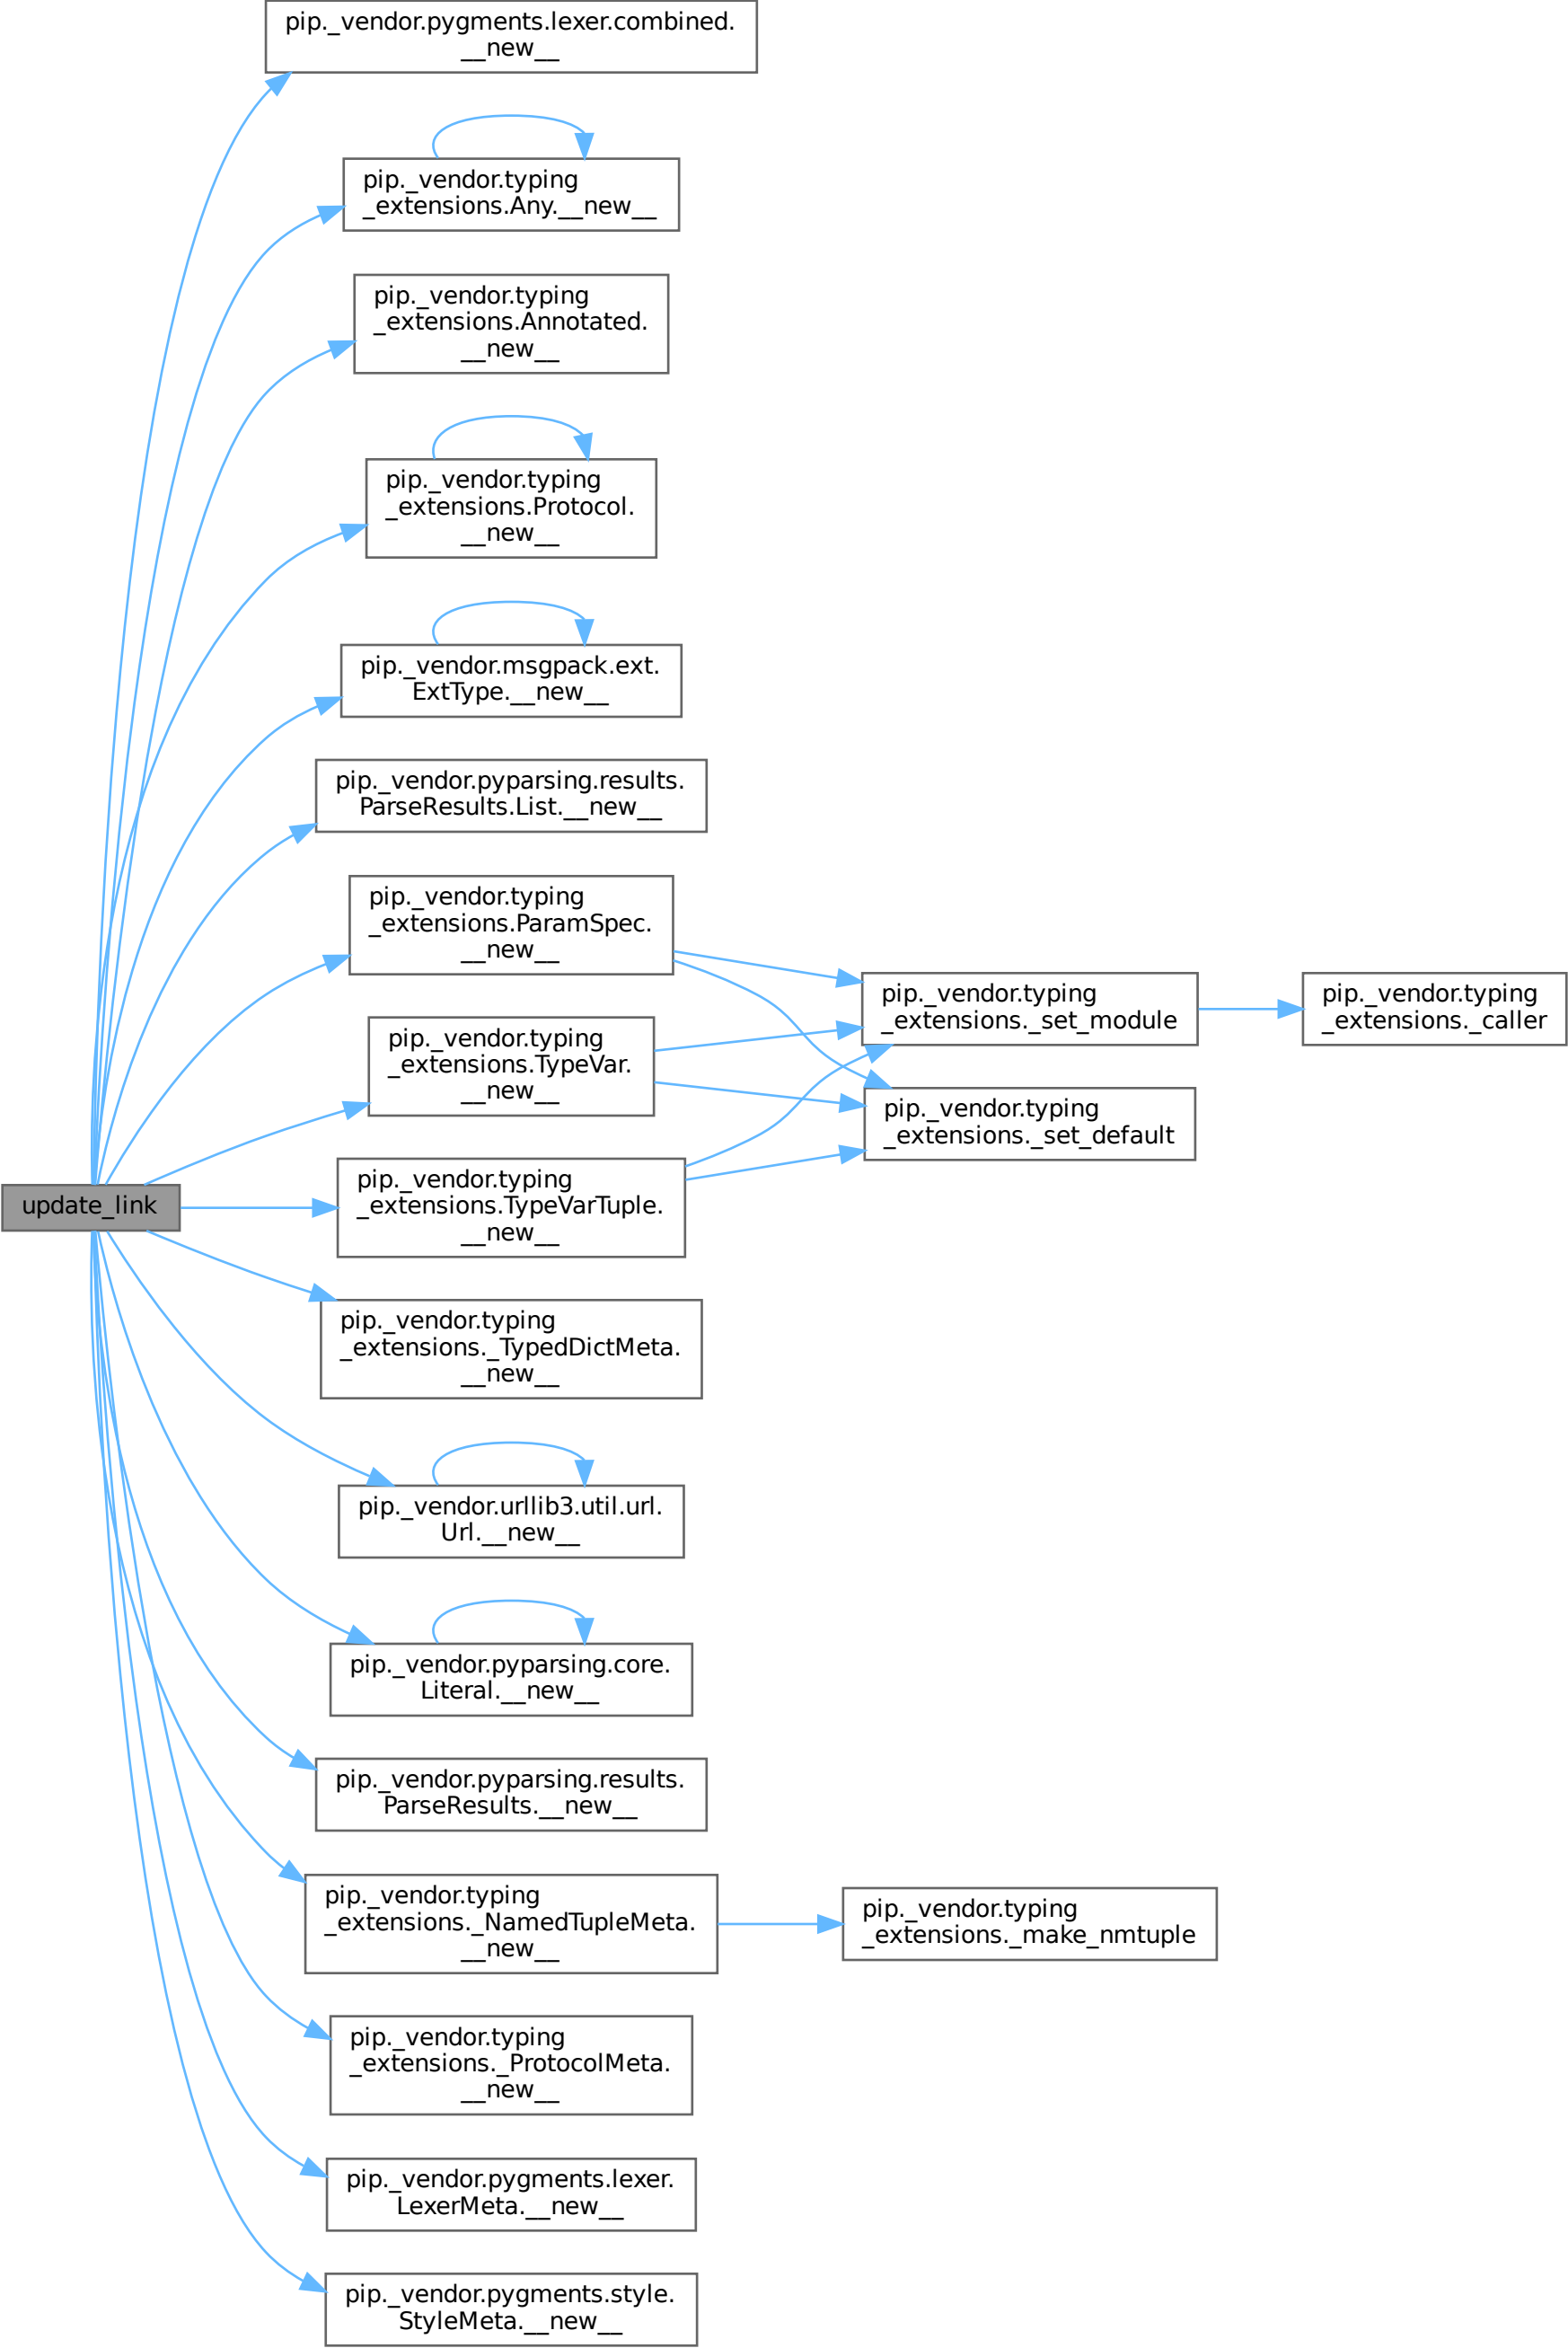 pip._vendor.pygments.lexer.combined.
__new__
pip._vendor.typing
_extensions.Any.__new__
pip._vendor.typing
_extensions.Annotated.
__new__
pip._vendor.typing
_extensions.Protocol.
__new__
pip._vendor.msgpack.ext.
ExtType.__new__
pip._vendor.pyparsing.results.
ParseResults.List.__new__
pip._vendor.typing
_extensions.ParamSpec.
__new__
pip._vendor.typing
_extensions._set_module
pip._vendor.typing
_extensions._caller
pip._vendor.typing
_extensions.TypeVar.
__new__
pip._vendor.typing
_extensions._set_default
update_link
pip._vendor.typing
_extensions.TypeVarTuple.
__new__
pip._vendor.typing
_extensions._TypedDictMeta.
__new__
pip._vendor.urllib3.util.url.
Url.__new__
pip._vendor.pyparsing.core.
Literal.__new__
pip._vendor.pyparsing.results.
ParseResults.__new__
pip._vendor.typing
_extensions._NamedTupleMeta.
__new__
pip._vendor.typing
_extensions._make_nmtuple
pip._vendor.typing
_extensions._ProtocolMeta.
__new__
pip._vendor.pygments.lexer.
LexerMeta.__new__
pip._vendor.pygments.style.
StyleMeta.__new__